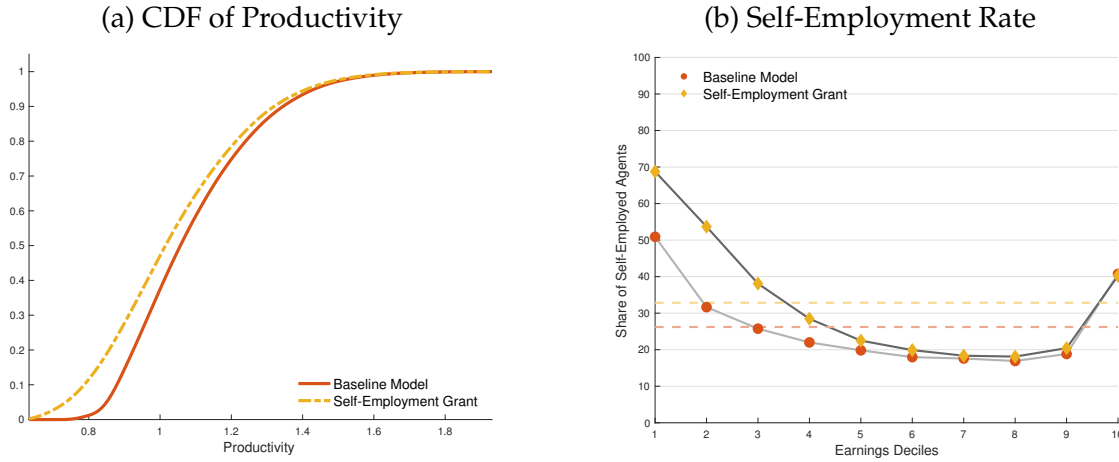 (a) CDF of Productivity
1
0.9
0.8
0.7
0.6
0.5
0.4
0.3
0.2
0.1
0
0.8 1 1.2 1.4 1.6 1.8
Productivity
Baseline Model
Self-Employment Grant
(b) Self-Employment Rate
Share of Self-Employed Agents
100
90
80
70
60
50
40
30
20
10
0
1 2 3 4 5 6 7 8 9 10
Earnings Deciles
Baseline Model
Self-Employment Grant